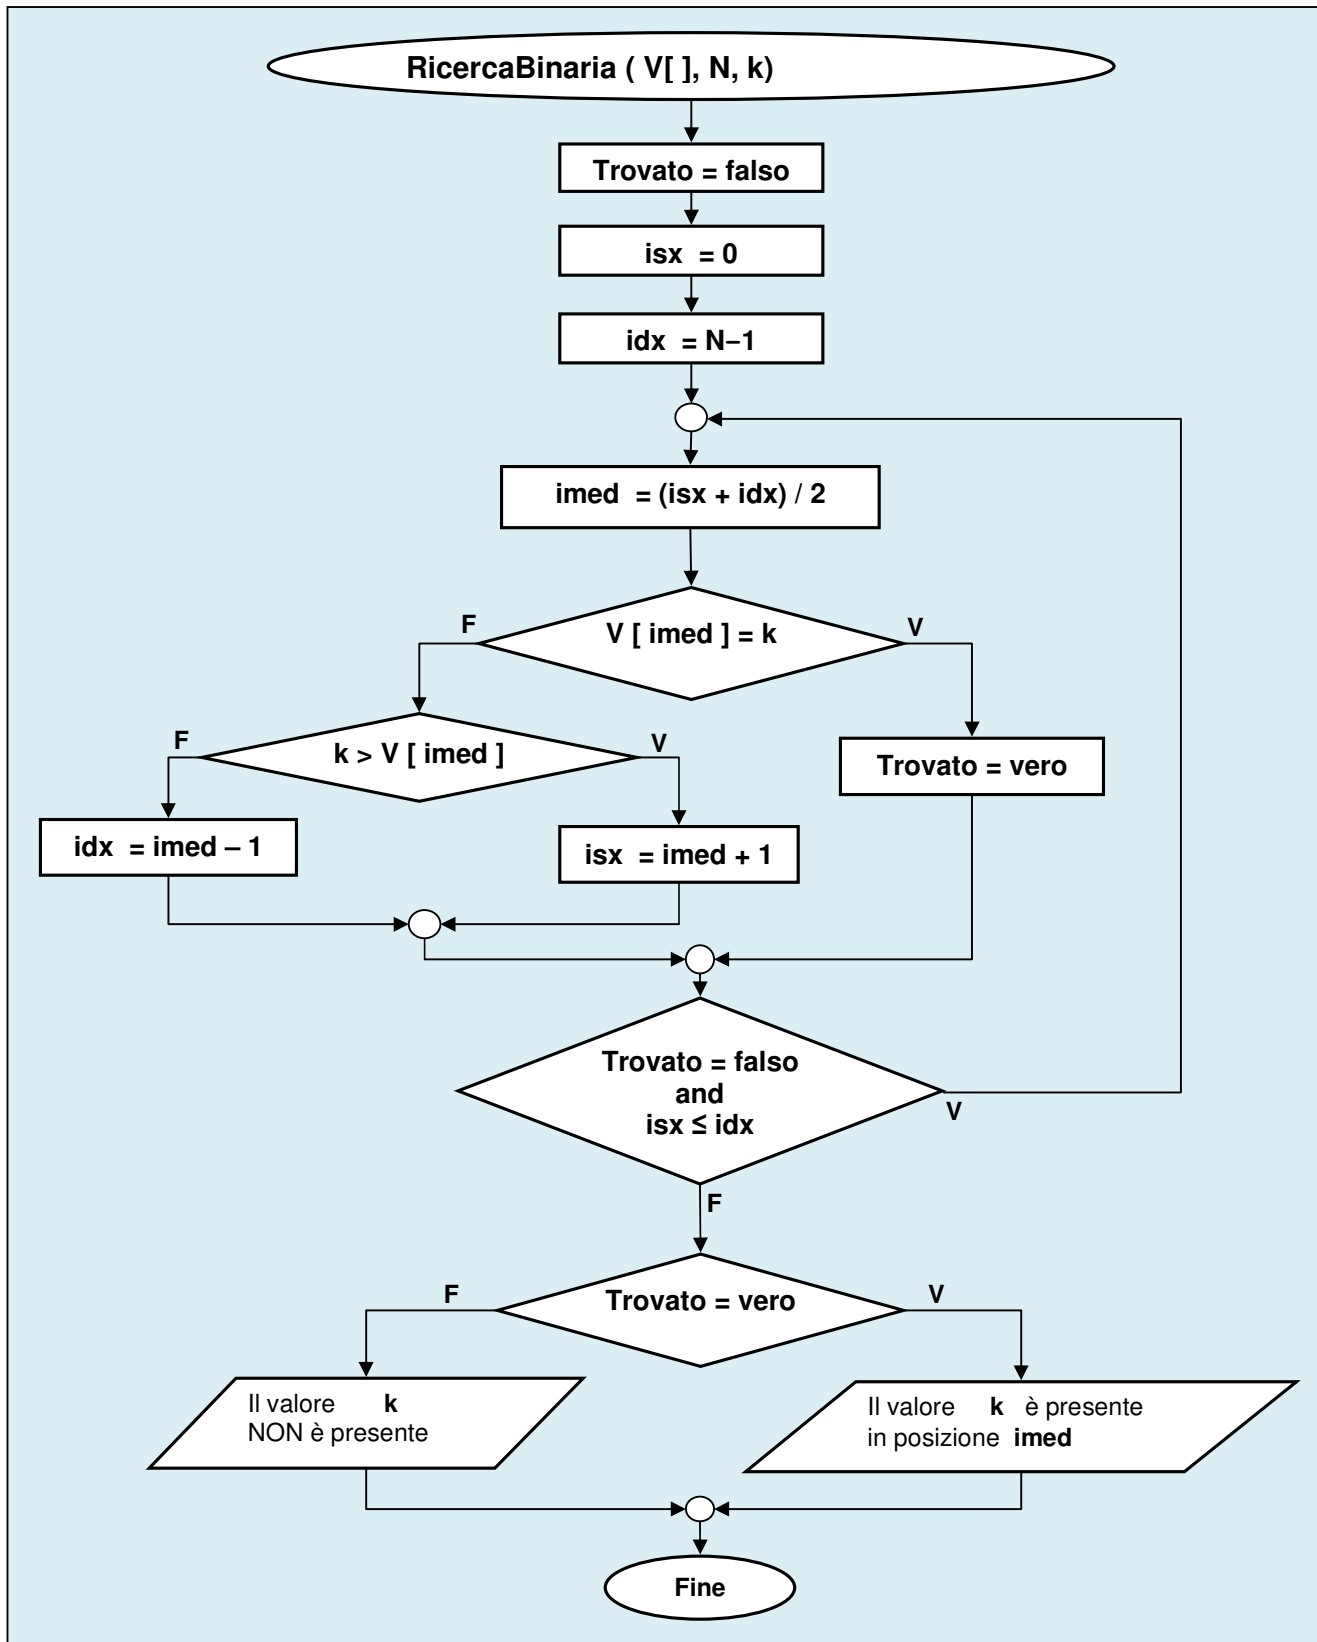 RicercaBinaria ( V[ ], N, k)
Trovato = falso
isx = 0
idx = N–1
imed = (isx + idx) / 2
V [ imed ] = k
F
V
k > V [ imed ]
F
V
Trovato = vero
idx = imed – 1
isx = imed + 1
Trovato = falso
and
isx ≤ idx
V
F
Trovato = vero
F
V
Il valore k
NON è presente
Il valore k è presente
in posizione imed
Fine